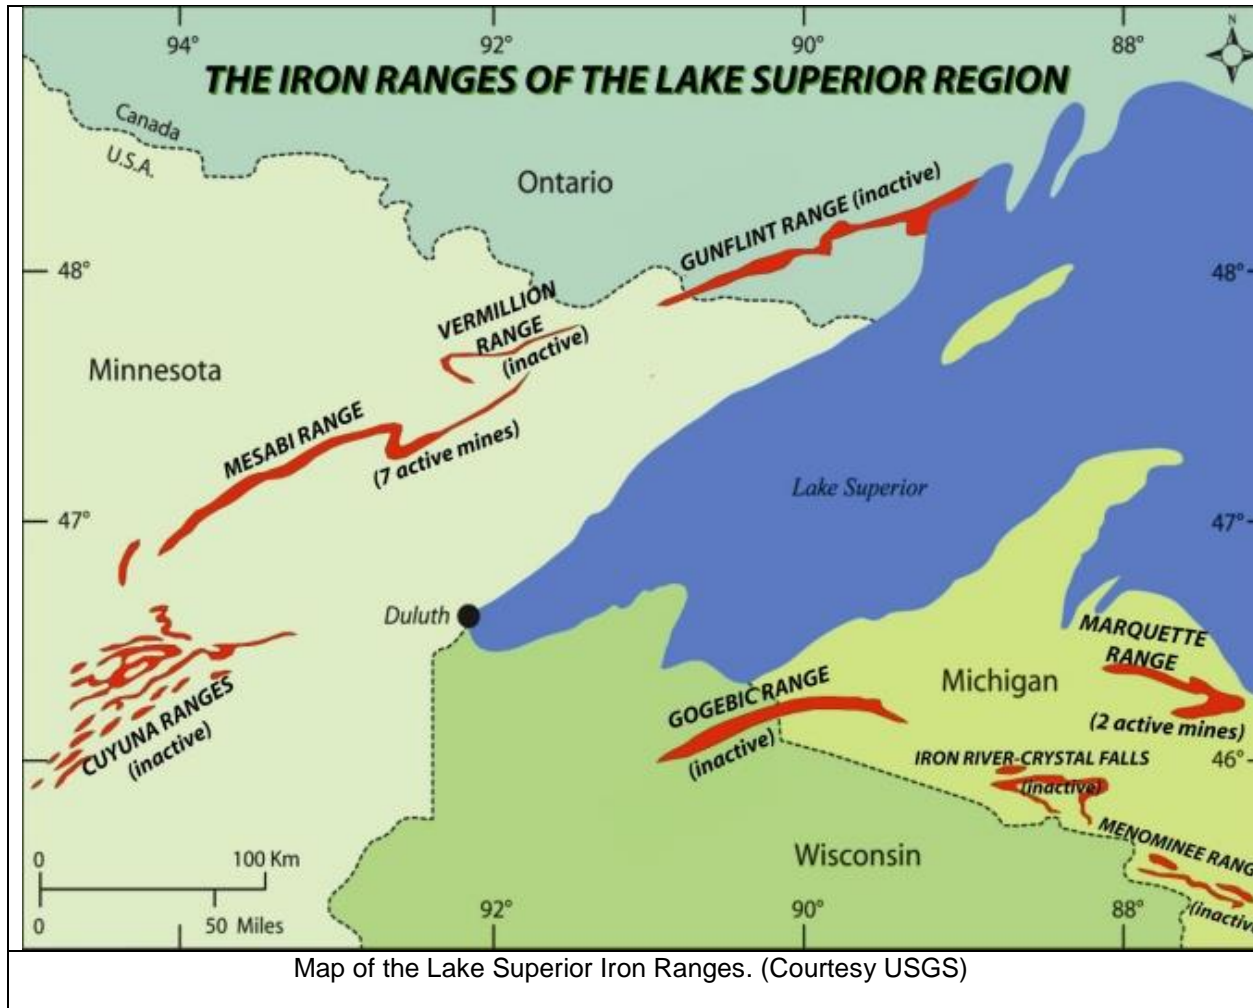 94°
92°
90°
88°
N
THE IRON RANGES OF THE LAKE SUPERIOR REGION
Canada
U.S.A.
Ontario
GUNFLINT RANGE (inactive)
48°
48°
VERMILLION
RANGE
(inactive)
Minnesota
MESABI RANGE
(7 active mines)
Lake Superior
47°
47°
Duluth
MARQUETTE
RANGE
Michigan
(2 active mines)
GOGEBIC RANGE
(inactive)
CUYUNA RANGES
(inactive)
IRON RIVER-CRYSTAL FALLS
(inactive)
46°
MENOMINEE RANG
(inactive
Wisconsin
0
100 Km
0
50 Miles
92°
90°
88°
Map of the Lake Superior Iron Ranges. (Courtesy USGS)